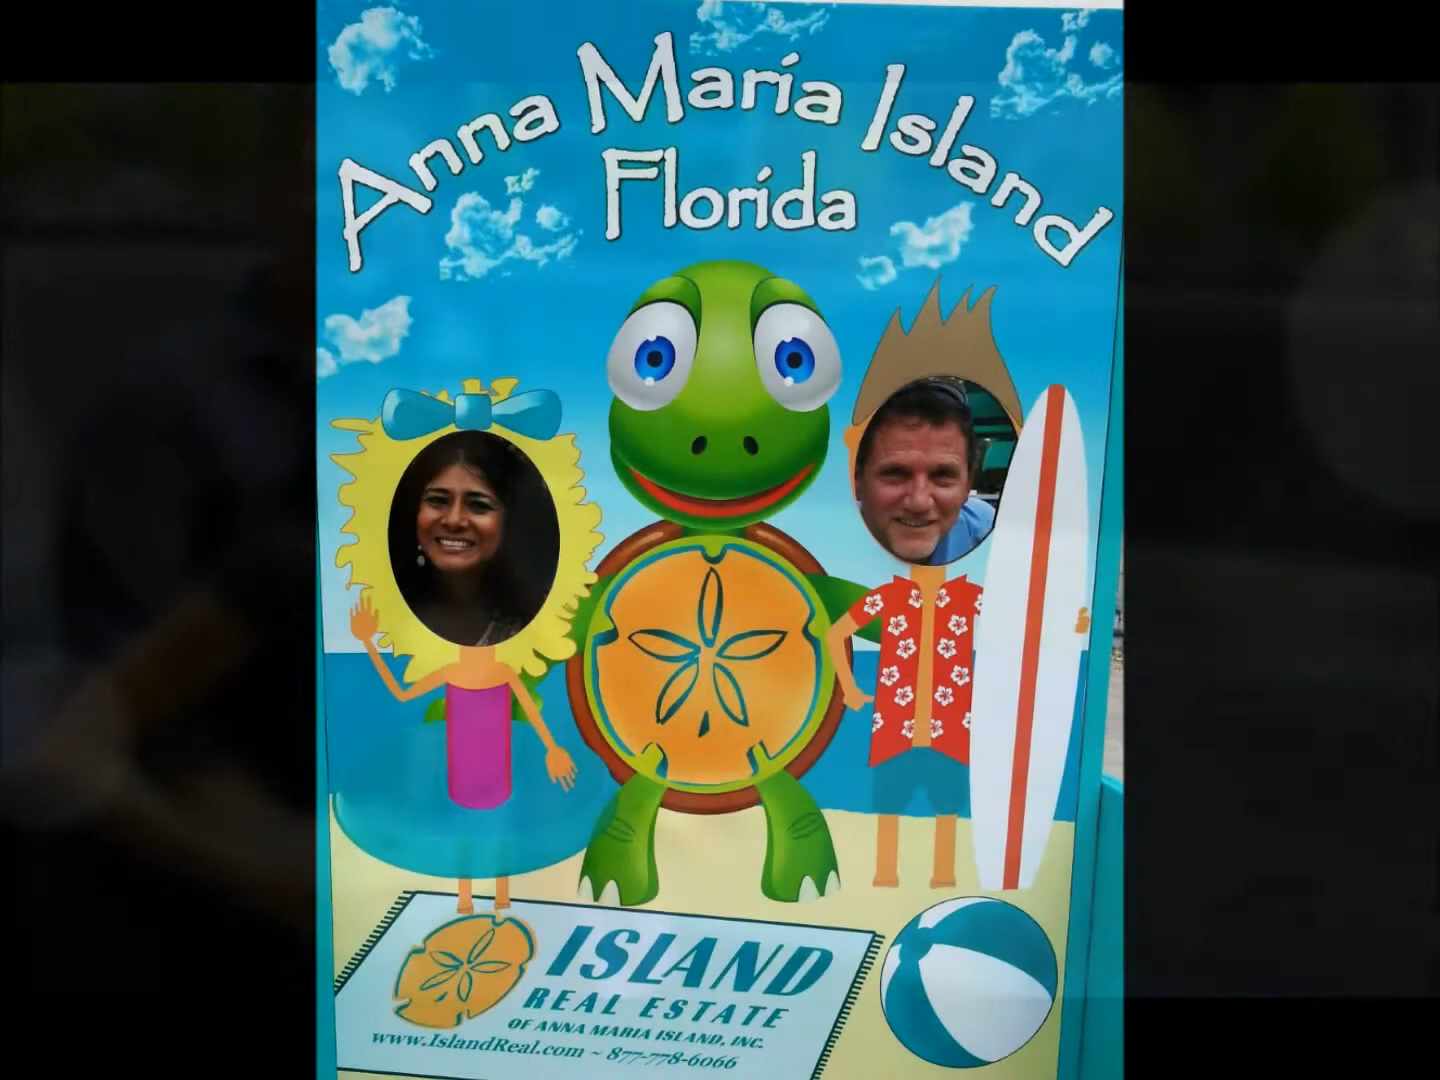 Anna Maria Island
Florida
ISLAND
REAL ESTATE
OF ANNA MARIA ISLAND, INC.
www.IslandReal.com ~ 877-778-6066